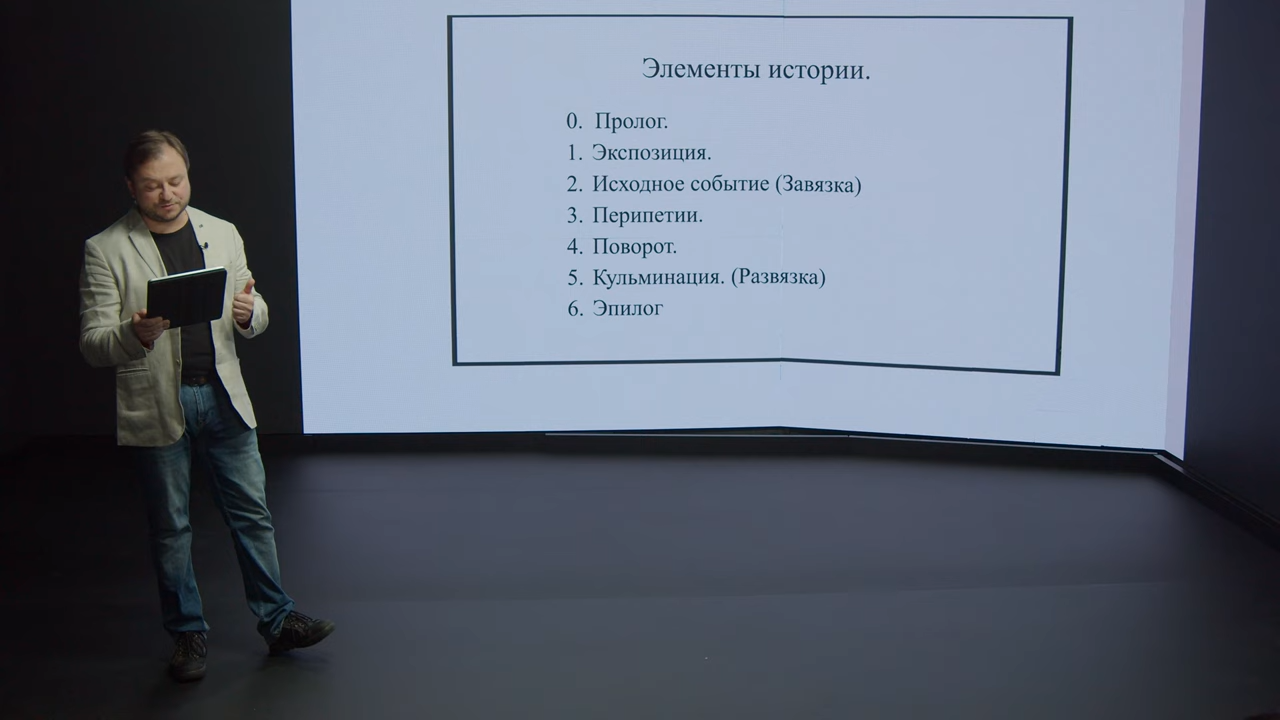 Элементы истории.
0. Пролог.
1. Экспозиция.
2. Исходное событие (Завязка)
3. Перипетии.
4. Поворот.
5. Кульминация. (Развязка)
6. Эпилог